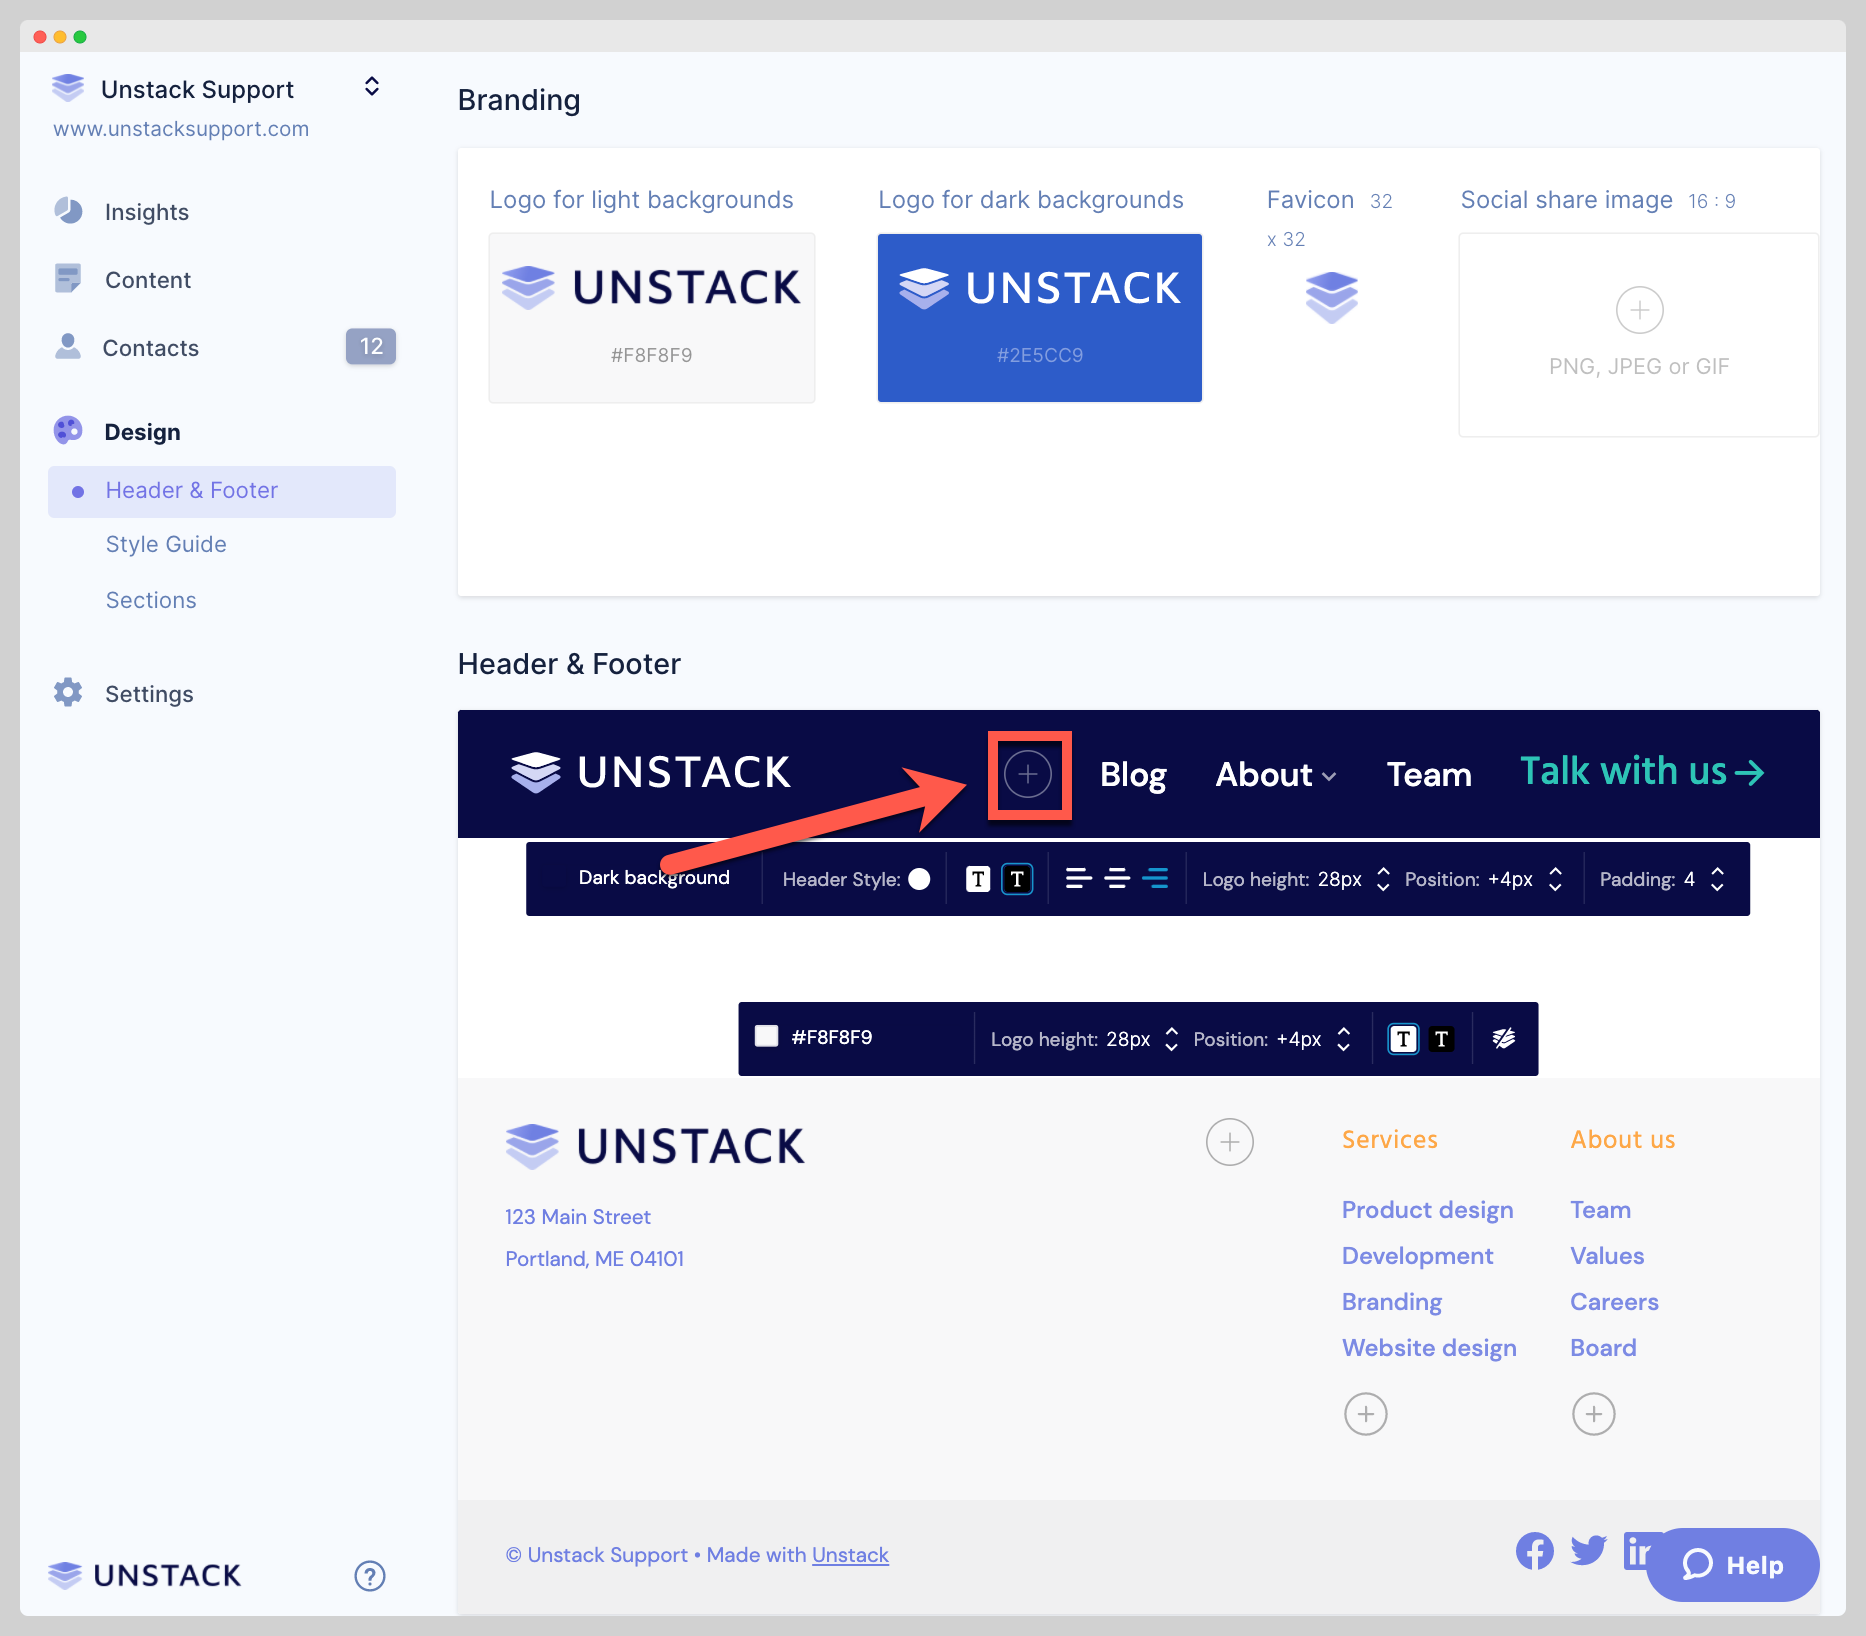 Unstack Support
www.unstacksupport.com
Insights
Content
Contacts 12
Design
Header & Footer
Style Guide
Sections
Settings
UNSTACK ?
Branding
Logo for light backgrounds
UNSTACK
#F8F8F9
Logo for dark backgrounds
UNSTACK
#2E5CC9
Favicon 32
x 32
Social share image 16 : 9
PNG, JPEG or GIF
Header & Footer
UNSTACK Blog About Team Talk with us
Dark background Header Style: T T Logo height: 28px Position: +4px Padding: 4
#F8F8F9 Logo height: 28px Position: +4px T T
UNSTACK
123 Main Street
Portland, ME 04101
Services
Product design
Development
Branding
Website design
About us
Team
Values
Careers
Board
© Unstack Support • Made with Unstack
in
Help